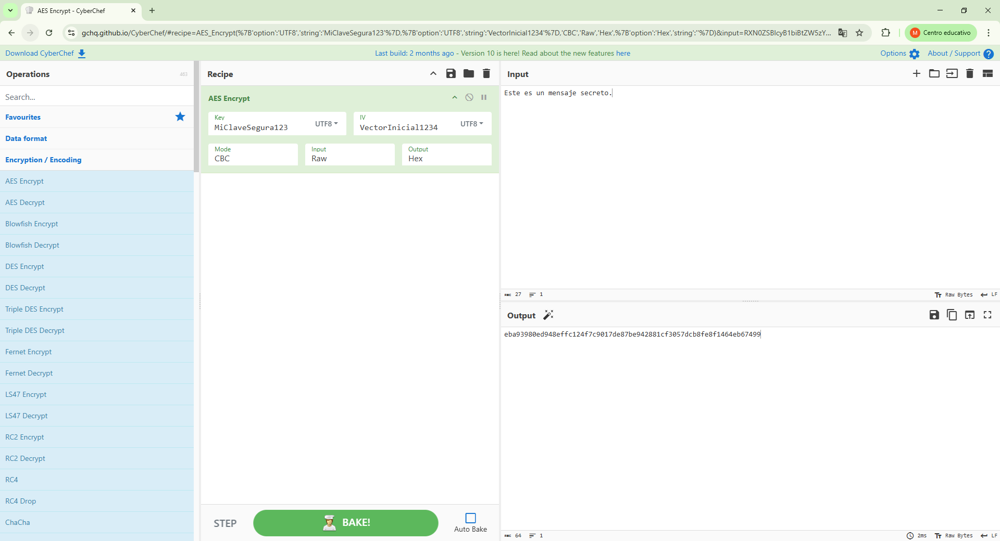 AES Encrypt - CyberChef
gchq.github.io/CyberChef/#recipe=AES_Encrypt(%7B'option':'UTF8','string':'MiClaveSegura123'%7D,%7B'option':'UTF8','string':'VectorInicial1234'%7D,'CBC','Raw','Hex',%7B'option':'Hex','string':''%7D)&input=RXN0ZSBlcyB1biBtZW5zY...
M Centro educativo
Download CyberChef
Last build: 2 months ago - Version 10 is here! Read about the new features here
Options
About / Support
Operations
463
Search...
Favourites
Data format
Encryption / Encoding
AES Encrypt
AES Decrypt
Blowfish Encrypt
Blowfish Decrypt
DES Encrypt
DES Decrypt
Triple DES Encrypt
Triple DES Decrypt
Fernet Encrypt
Fernet Decrypt
LS47 Encrypt
LS47 Decrypt
RC2 Encrypt
RC2 Decrypt
RC4
RC4 Drop
ChaCha
Recipe
AES Encrypt
Key
MiClaveSegura123
UTF8
IV
VectorInicial1234
UTF8
Mode
CBC
Input
Raw
Output
Hex
STEP
BAKE!
Auto Bake
Input
Este es un mensaje secreto.
ABC 27
1
Raw Bytes
LF
Output
eba93980ed948effc124f7c9017de87be942881cf3057dcb8fe8f1464eb67499
ABC 64
1
2ms
Raw Bytes
LF